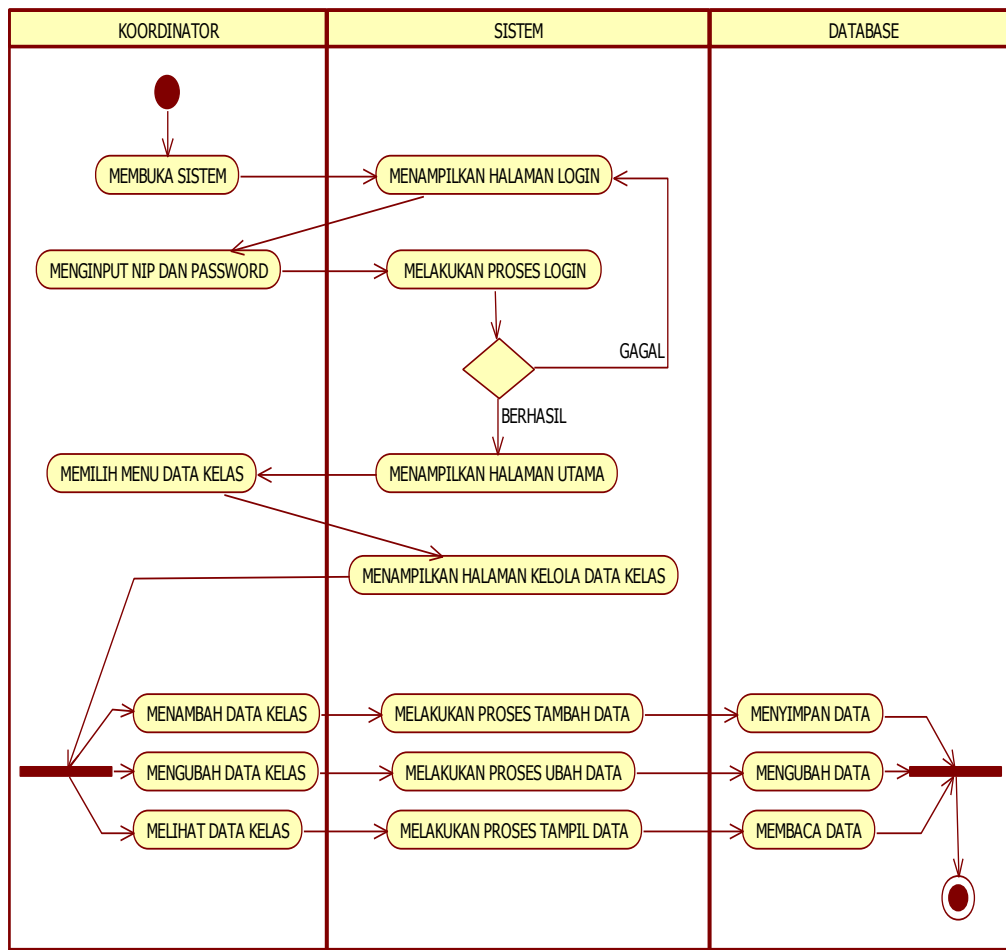 KOORDINATOR
SISTEM
DATABASE
MEMBUKA SISTEM
MENAMPILKAN HALAMAN LOGIN
MENGINPUT NIP DAN PASSWORD
MELAKUKAN PROSES LOGIN
GAGAL
BERHASIL
MEMILIH MENU DATA KELAS
MENAMPILKAN HALAMAN UTAMA
MENAMPILKAN HALAMAN KELOLA DATA KELAS
MENAMBAH DATA KELAS
MELAKUKAN PROSES TAMBAH DATA
MENYIMPAN DATA
MENGUBAH DATA KELAS
MELAKUKAN PROSES UBAH DATA
MENGUBAH DATA
MELIHAT DATA KELAS
MELAKUKAN PROSES TAMPIL DATA
MEMBACA DATA